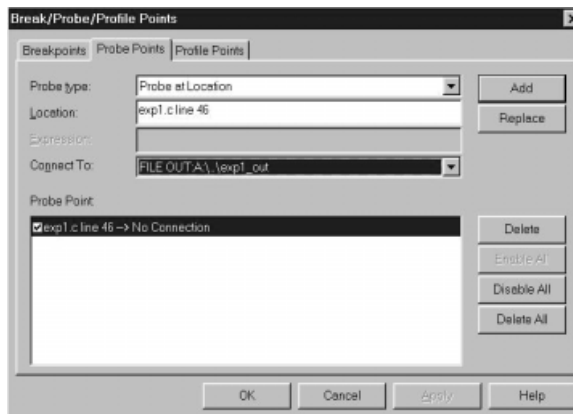 Break/Probe/Profile Points
Breakpoints Probe Points Profile Points
Probe type: Probe at Location Add
Location: exp1.c line 46 Replace
Expression:
Connect To: FILE OUT:A:\..\exp1_out
Probe Point:
exp1.c line 46 --> No Connection Delete
Enable All
Disable All
Delete All
OK Cancel Apply Help